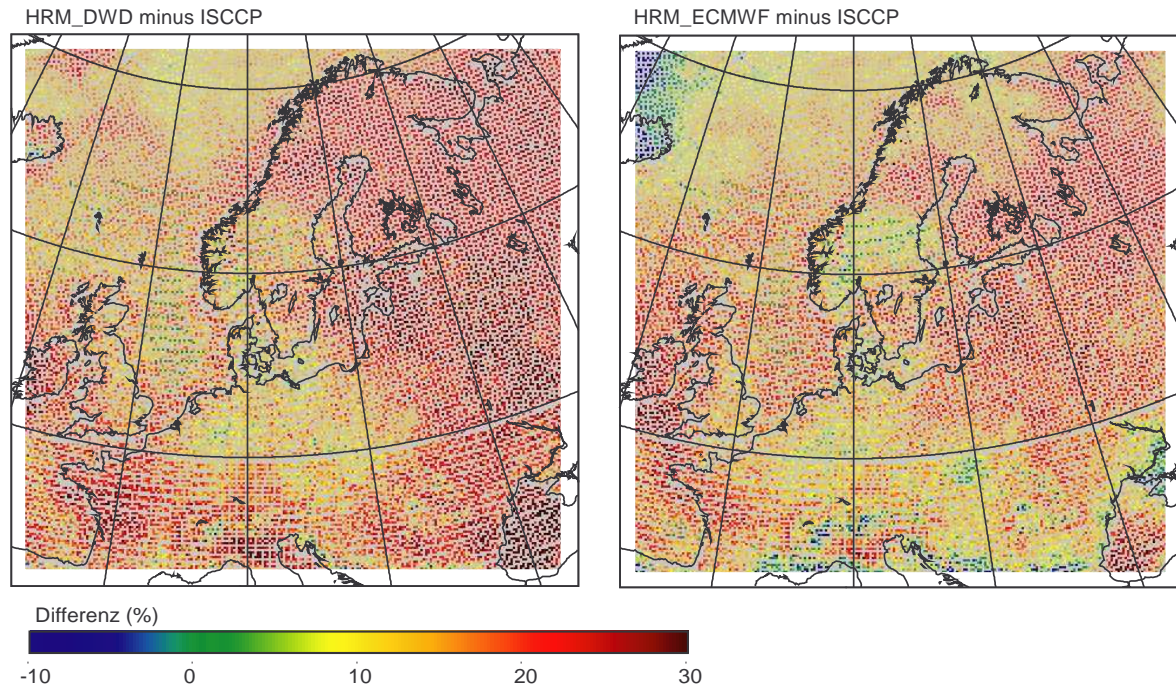 HRM_DWD minus ISCCP
HRM_ECMWF minus ISCCP
Differenz (%)
-10 0 10 20 30